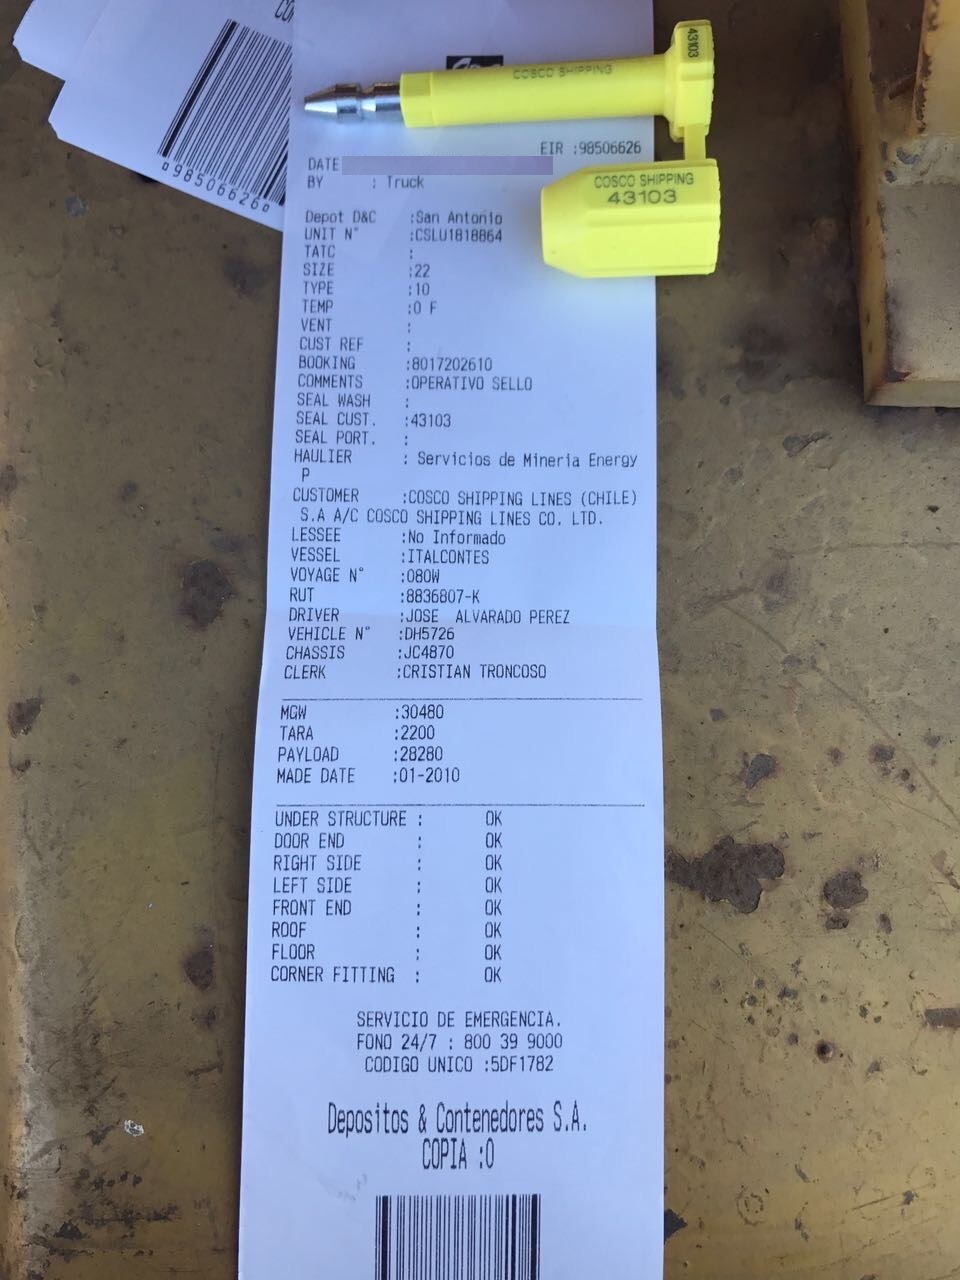 COSCO SHIPPING
43103
EIR :98506626
DATE
BY : Truck
COSCO SHIPPING
43103
98506626
Depot D&C :San Antonio
UNIT N° :CSLU1818864
TATC :
SIZE :22
TYPE :10
TEMP :0 F
VENT :
CUST REF :
BOOKING :8017202610
COMMENTS :OPERATIVO SELLO
SEAL WASH :
SEAL CUST. :43103
SEAL PORT. :
HAULIER : Servicios de Mineria Energy
P
CUSTOMER :COSCO SHIPPING LINES (CHILE)
S.A A/C COSCO SHIPPING LINES CO. LTD.
LESSEE :No Informado
VESSEL :ITALCONTES
VOYAGE N° :080W
RUT :8836807-K
DRIVER :JOSE ALVARADO PEREZ
VEHICLE N° :DH5726
CHASSIS :JC4870
CLERK :CRISTIAN TRONCOSO
MGW :30480
TARA :2200
PAYLOAD :28280
MADE DATE :01-2010
UNDER STRUCTURE : OK
DOOR END : OK
RIGHT SIDE : OK
LEFT SIDE : OK
FRONT END : OK
ROOF : OK
FLOOR : OK
CORNER FITTING : OK
SERVICIO DE EMERGENCIA.
FONO 24/7 : 800 39 9000
CODIGO UNICO :5DF1782
Depositos & Contenedores S.A.
COPIA :0